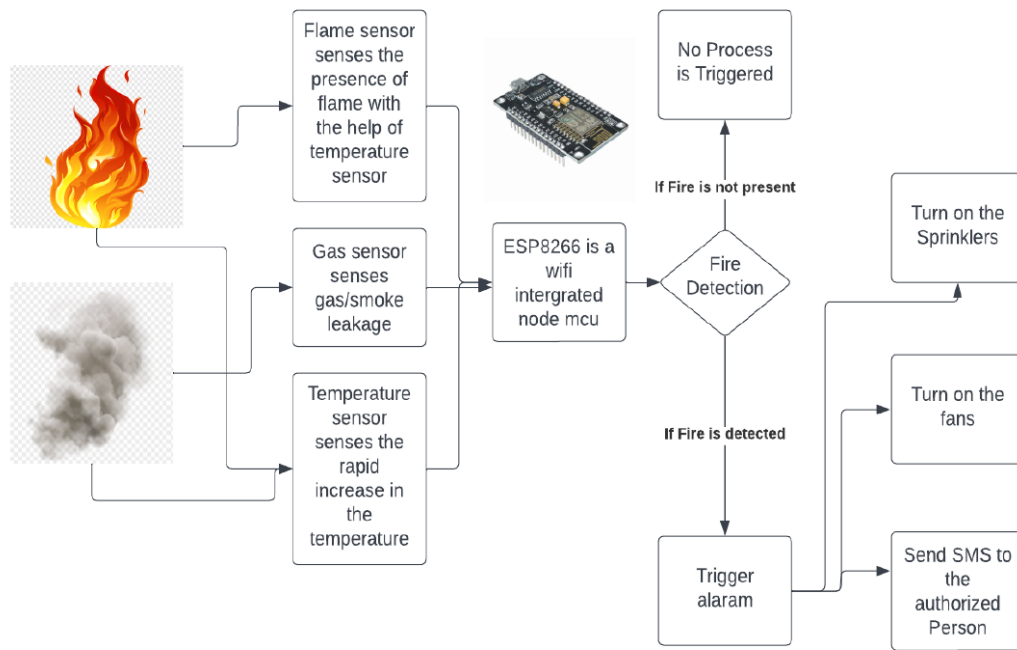 Flame sensor
senses the
presence of
flame with
the help of
temperature
sensor
Gas sensor
senses
gas/smoke
leakage
Temperature
sensor
senses the
rapid
increase in
the
temperature
ESP8266 is a
wifi
intergrated
node mcu
No Process
is Triggered
If Fire is not present
Fire
Detection
If Fire is detected
Trigger
alaram
Turn on the
Sprinklers
Turn on the
fans
Send SMS to
the
authorized
Person